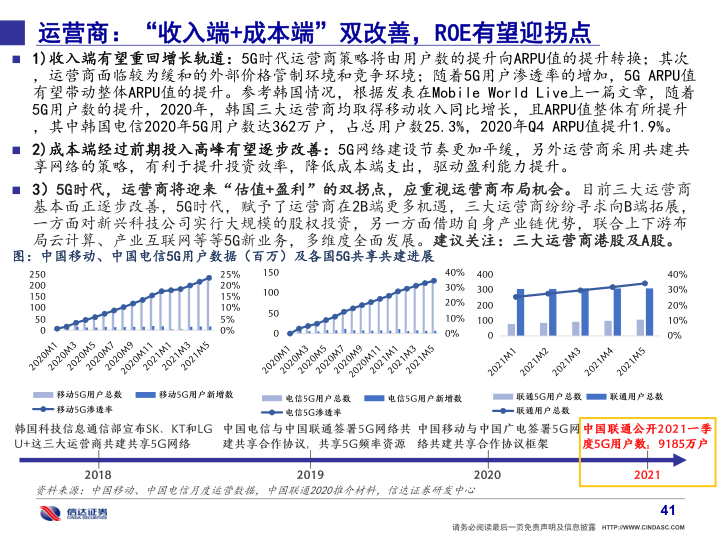 运营商：“收入端+成本端”双改善，ROE有望迎拐点
1)收入端有望重回增长轨道：5G时代运营商策略将由用户数的提升向ARPU值的提升转换；其次
，运营商面临较为缓和的外部价格管制环境和竞争环境；随着5G用户渗透率的增加，5G ARPU值
有望带动整体ARPU值的提升。参考韩国情况，根据发表在Mobile World Live上一篇文章，随着
5G用户数的提升，2020年，韩国三大运营商均取得移动收入同比增长，且ARPU值整体有所提升
，其中韩国电信2020年5G用户数达362万户，占总用户数25.3%，2020年Q4 ARPU值提升1.9%。
2)成本端经过前期投入高峰有望逐步改善：5G网络建设节奏更加平缓，另外运营商采用共建共
享网络的策略，有利于提升投资效率，降低成本端支出，驱动盈利能力提升。
3）5G时代，运营商将迎来“估值+盈利”的双拐点，应重视运营商布局机会。目前三大运营商
基本面正逐步改善，5G时代，赋予了运营商在2B端更多机遇，三大运营商纷纷寻求向B端拓展，
一方面对新兴科技公司实行大规模的股权投资，另一方面借助自身产业链优势，联合上下游布
局云计算、产业互联网等等5G新业务，多维度全面发展。建议关注：三大运营商港股及A股。
图：中国移动、中国电信5G用户数据（百万）及各国5G共享共建进展
250
200
150
100
50
0
25%
20%
15%
10%
5%
0%
2020M1
2020M3
2020M5
2020M7
2020M9
2020M11
2021M1
2021M3
2021M5
移动5G用户总数
移动5G用户新增数
移动5G渗透率
150
100
50
0
40%
30%
20%
10%
0%
2020M1
2020M3
2020M5
2020M7
2020M9
2020M11
2021M1
2021M3
2021M5
电信5G用户总数
电信5G用户新增数
电信5G渗透率
400
300
200
100
0
40%
30%
20%
10%
0%
2021M1
2021M2
2021M3
2021M4
2021M5
联通5G用户总数
联通用户总数
联通用户总数
韩国科技信息通信部宣布SK、KT和LG
U+这三大运营商共建共享5G网络
中国电信与中国联通签署5G网络共
建共享合作协议，共享5G频率资源
中国移动与中国广电签署5G网
络共建共享合作协议框架
中国联通公开2021一季
度5G用户数：9185万户
2018
2019
2020
2021
资料来源：中国移动、中国电信月度运营数据，中国联通2020推介材料，信达证券研发中心
信达证券
CINDA SECURITIES
41
请务必阅读最后一页免责声明及信息披露 HTTP://WWW.CINDASC.COM